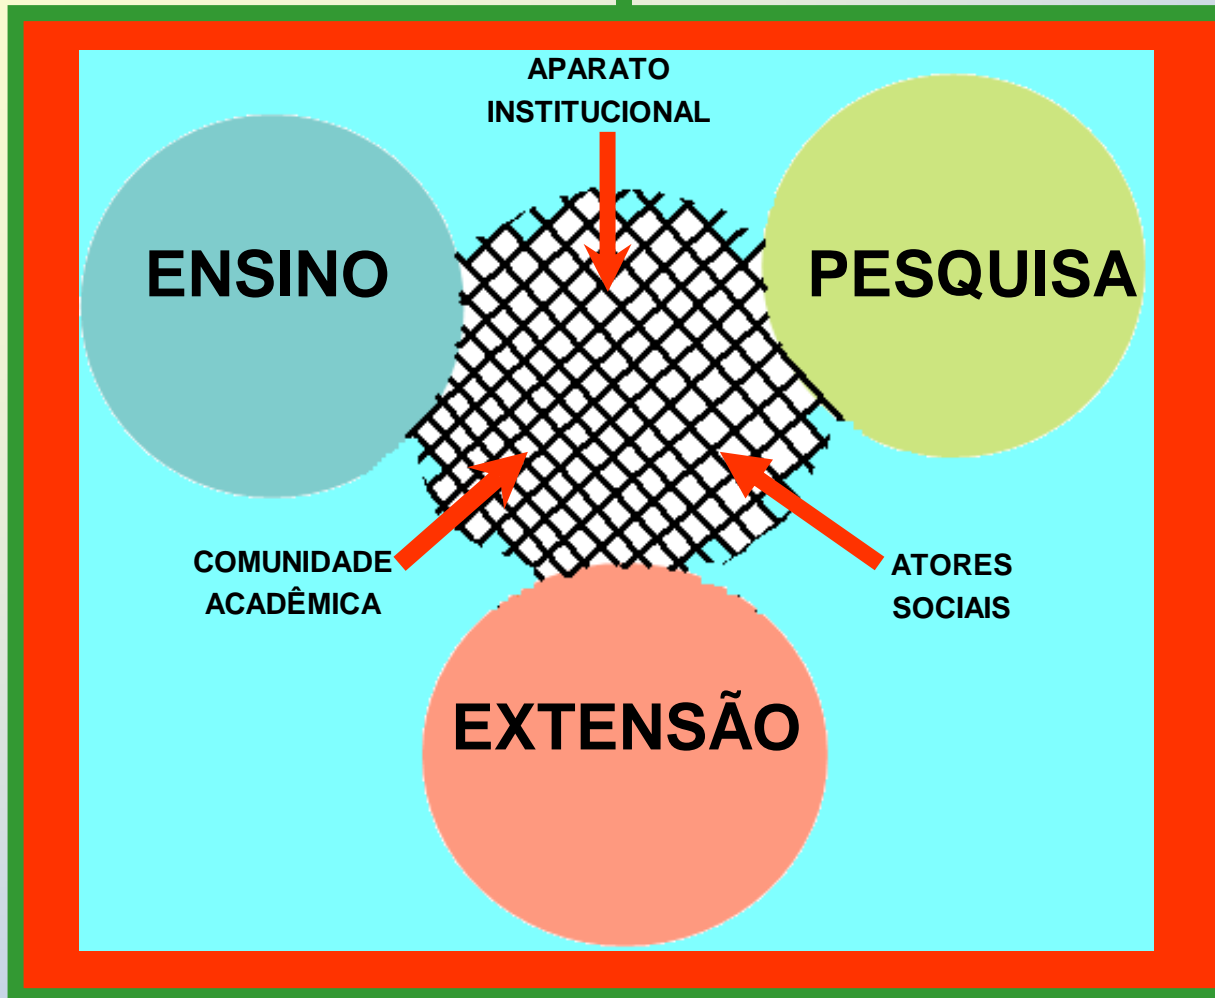 APARATO
INSTITUCIONAL
ENSINO
PESQUISA
COMUNIDADE
ACADÊMICA
ATORES
SOCIAIS
EXTENSÃO